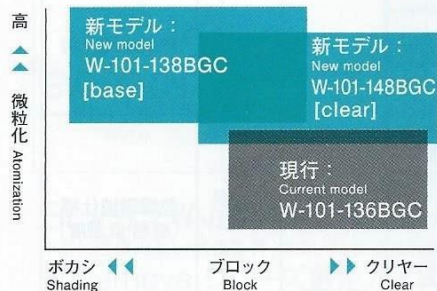 高
微粒化 Atomization
新モデル：
New model
W-101-138BGC
[base]
新モデル：
New model
W-101-148BGC
[clear]
現行：
Current model
W-101-136BGC
ボカシ
Shading
ブロック
Block
クリヤー
Clear